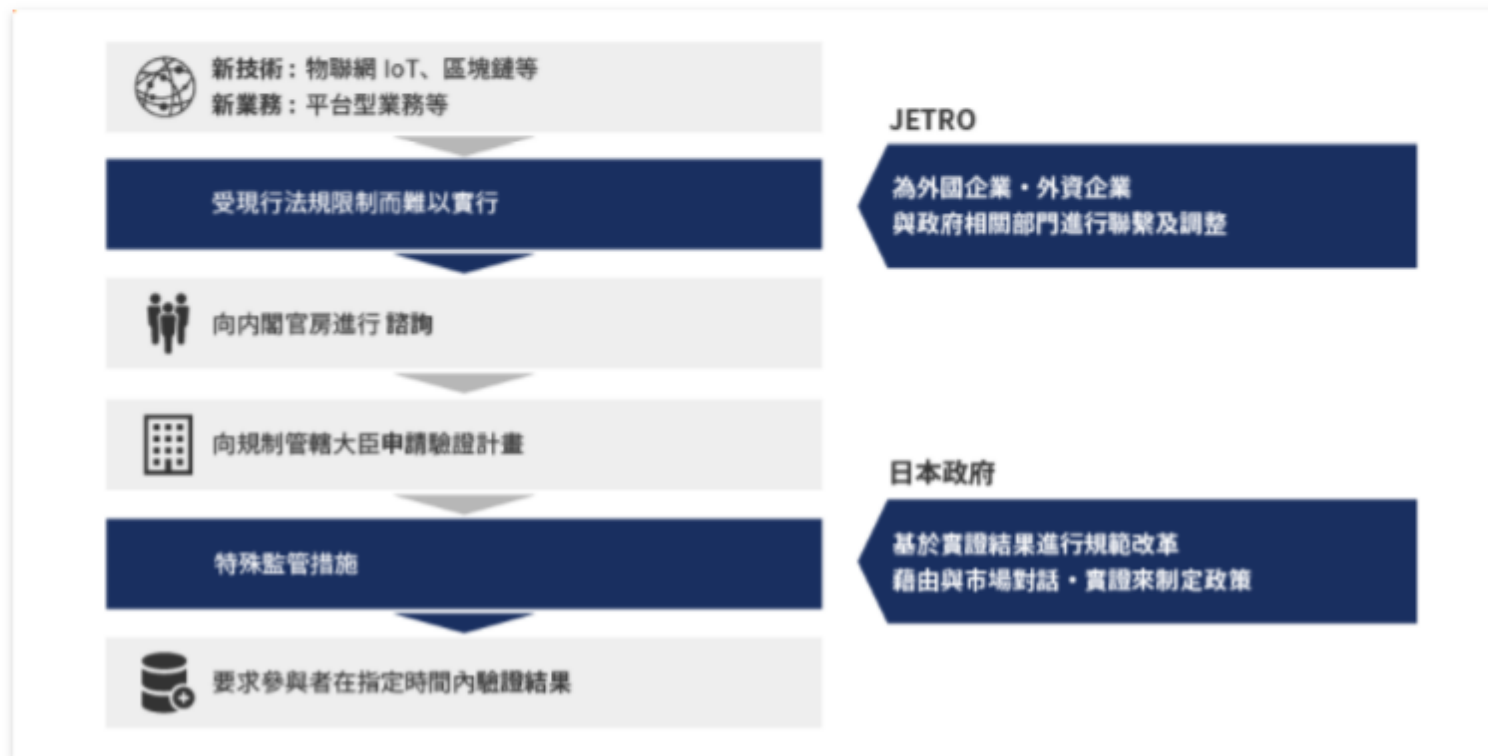 新技術：物聯網 IoT、區塊鏈等
新業務：平台型業務等
受現行法規限制而難以實行
向内閣官房進行 諮詢
向規制管轄大臣申請驗證計畫
特殊監管措施
要求參與者在指定時間內驗證結果
JETRO
為外國企業・外資企業
與政府相關部門進行聯繫及調整
日本政府
基於實證結果進行規範改革
藉由與市場對話・實證來制定政策